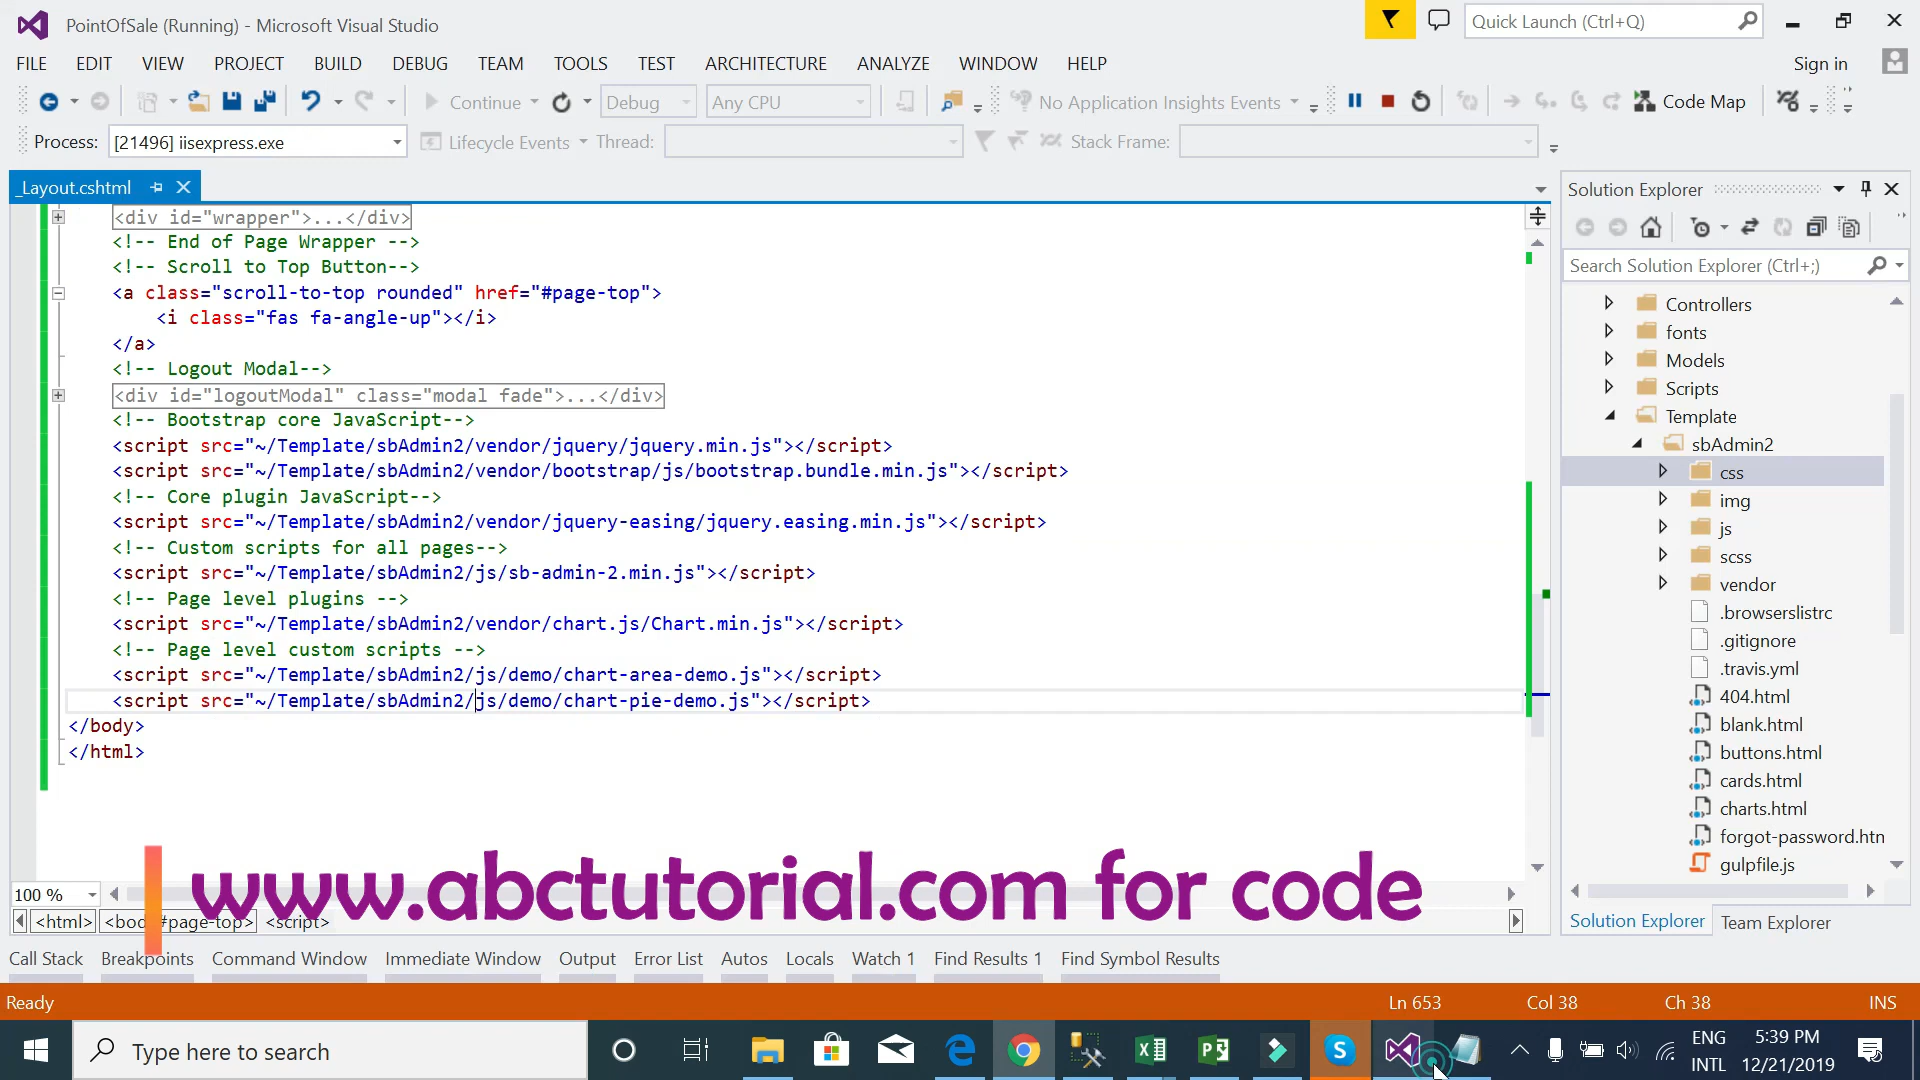 PointOfSale (Running) - Microsoft Visual Studio
Quick Launch (Ctrl+Q)
FILE EDIT VIEW PROJECT BUILD DEBUG TEAM TOOLS TEST ARCHITECTURE ANALYZE WINDOW HELP
Sign in
Continue Debug Any CPU No Application Insights Events Code Map
Process: [21496] iisexpress.exe Lifecycle Events Thread: Stack Frame:
_Layout.cshtml
<div id="wrapper">...</div>
<!-- End of Page Wrapper -->
<!-- Scroll to Top Button-->
<a class="scroll-to-top rounded" href="#page-top">
<i class="fas fa-angle-up"></i>
</a>
<!-- Logout Modal-->
<div id="logoutModal" class="modal fade">...</div>
<!-- Bootstrap core JavaScript-->
<script src="~/Template/sbAdmin2/vendor/jquery/jquery.min.js"></script>
<script src="~/Template/sbAdmin2/vendor/bootstrap/js/bootstrap.bundle.min.js"></script>
<!-- Core plugin JavaScript-->
<script src="~/Template/sbAdmin2/vendor/jquery-easing/jquery.easing.min.js"></script>
<!-- Custom scripts for all pages-->
<script src="~/Template/sbAdmin2/js/sb-admin-2.min.js"></script>
<!-- Page level plugins -->
<script src="~/Template/sbAdmin2/vendor/chart.js/Chart.min.js"></script>
<!-- Page level custom scripts -->
<script src="~/Template/sbAdmin2/js/demo/chart-area-demo.js"></script>
<script src="~/Template/sbAdmin2/js/demo/chart-pie-demo.js"></script>
</body>
</html>
Solution Explorer
Search Solution Explorer (Ctrl+;)
Controllers
fonts
Models
Scripts
Template
sbAdmin2
css
img
js
scss
vendor
.browserslistrc
.gitignore
.travis.yml
404.html
blank.html
buttons.html
cards.html
charts.html
forgot-password.htn
gulpfile.js
Solution Explorer Team Explorer
www.abctutorial.com for code
100 %
<html> <body#page-top> <script>
Call Stack Breakpoints Command Window Immediate Window Output Error List Autos Locals Watch 1 Find Results 1 Find Symbol Results
Ready Ln 653 Col 38 Ch 38 INS
Type here to search
ENG
INTL
5:39 PM
12/21/2019